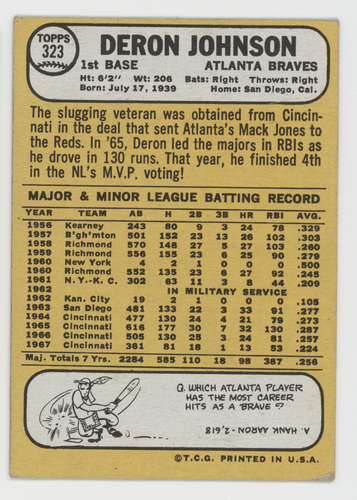 TOPPS
323
DERON JOHNSON
1st BASE ATLANTA BRAVES
Ht: 6'2" Wt: 206 Bats: Right Throws: Right
Born: July 17, 1939 Home: San Diego, Cal.
The slugging veteran was obtained from Cincin-
nati in the deal that sent Atlanta's Mack Jones to
the Reds. In '65, Deron led the majors in RBIs as
he drove in 130 runs. That year, he finished 4th
in the NL's M.V.P. voting!
MAJOR & MINOR LEAGUE BATTING RECORD
YEAR TEAM AB H 2B 3B HR RBI AVG.
1956 Kearney 243 80 9 3 24 78 .329
1957 B'gh'mton 501 152 23 13 26 102 .303
1958 Richmond 570 148 27 5 27 103 .260
1959 Richmond 556 155 23 6 25 90 .279
1960 New York 4 2 1 0 0 0 .500
1960 Richmond 552 135 23 6 27 92 .245
1961 N.Y.-K. C. 302 63 11 3 8 44 .209
1962 IN MILITARY SERVICE
1962 Kan. City 19 2 1 0 0 0 .105
1963 San Diego 481 133 22 3 33 91 .277
1964 Cincinnati 477 130 24 4 21 79 .273
1965 Cincinnati 616 177 30 7 32 130 .287
1966 Cincinnati 505 130 25 3 24 81 .257
1967 Cincinnati 361 81 18 1 13 53 .224
Maj. Totals 7 Yrs. 2284 585 110 18 98 387 .256
Q. WHICH ATLANTA PLAYER
HAS THE MOST CAREER
HITS AS A BRAVE?
A. HANK AARON - 2,618
©T.C.G. PRINTED IN U.S.A.